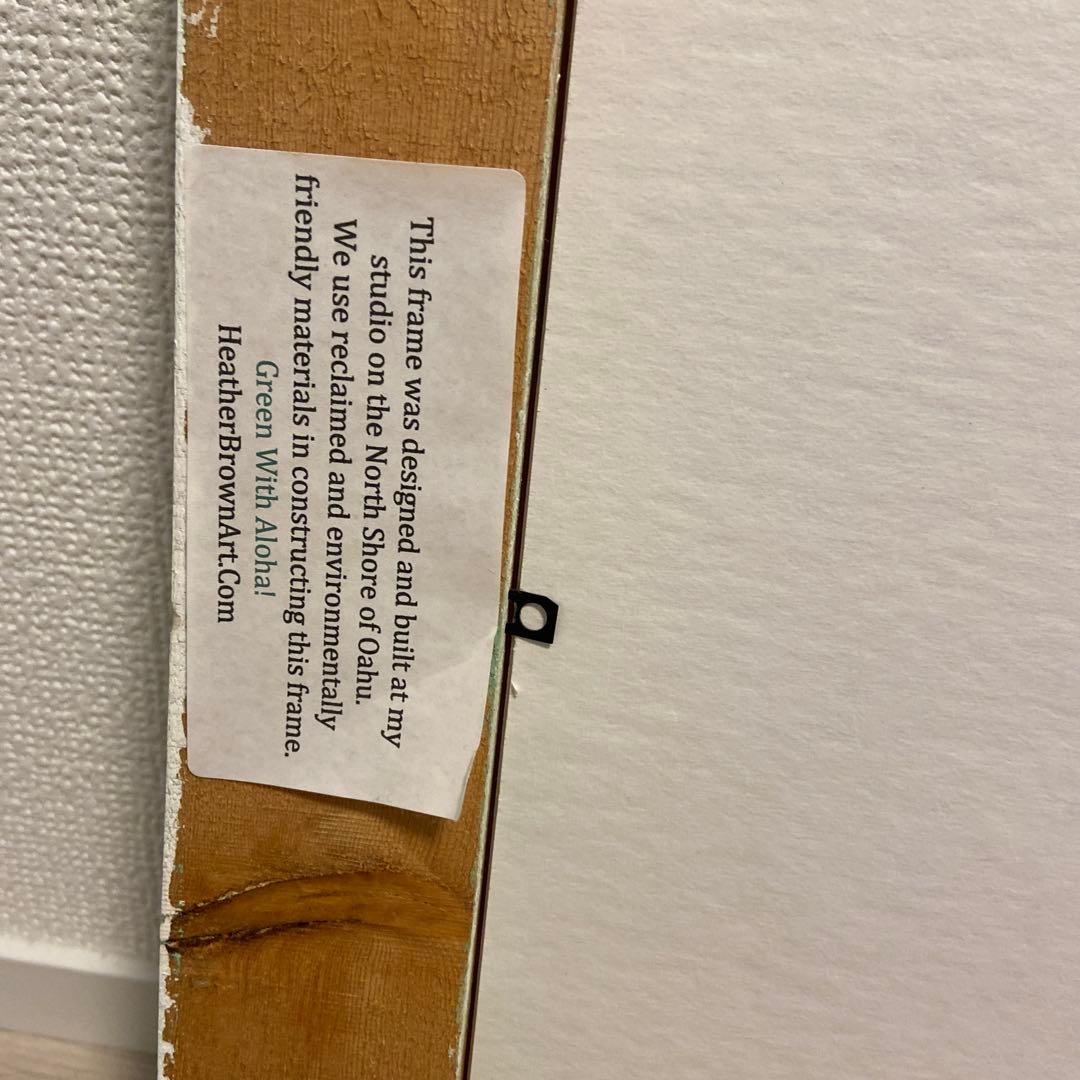 This frame was designed and built at my
studio on the North Shore of Oahu.
We use reclaimed and environmentally
friendly materials in constructing this frame.
Green With Aloha!
HeatherBrownArt.Com